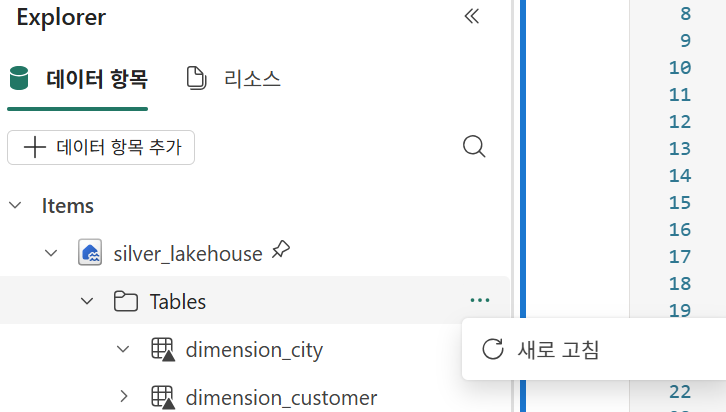 Explorer
데이터 항목 리소스
데이터 항목 추가
Items
silver_lakehouse
Tables
새로 고침
dimension_city
dimension_customer
8
9
10
11
12
13
14
15
16
17
18
19
22